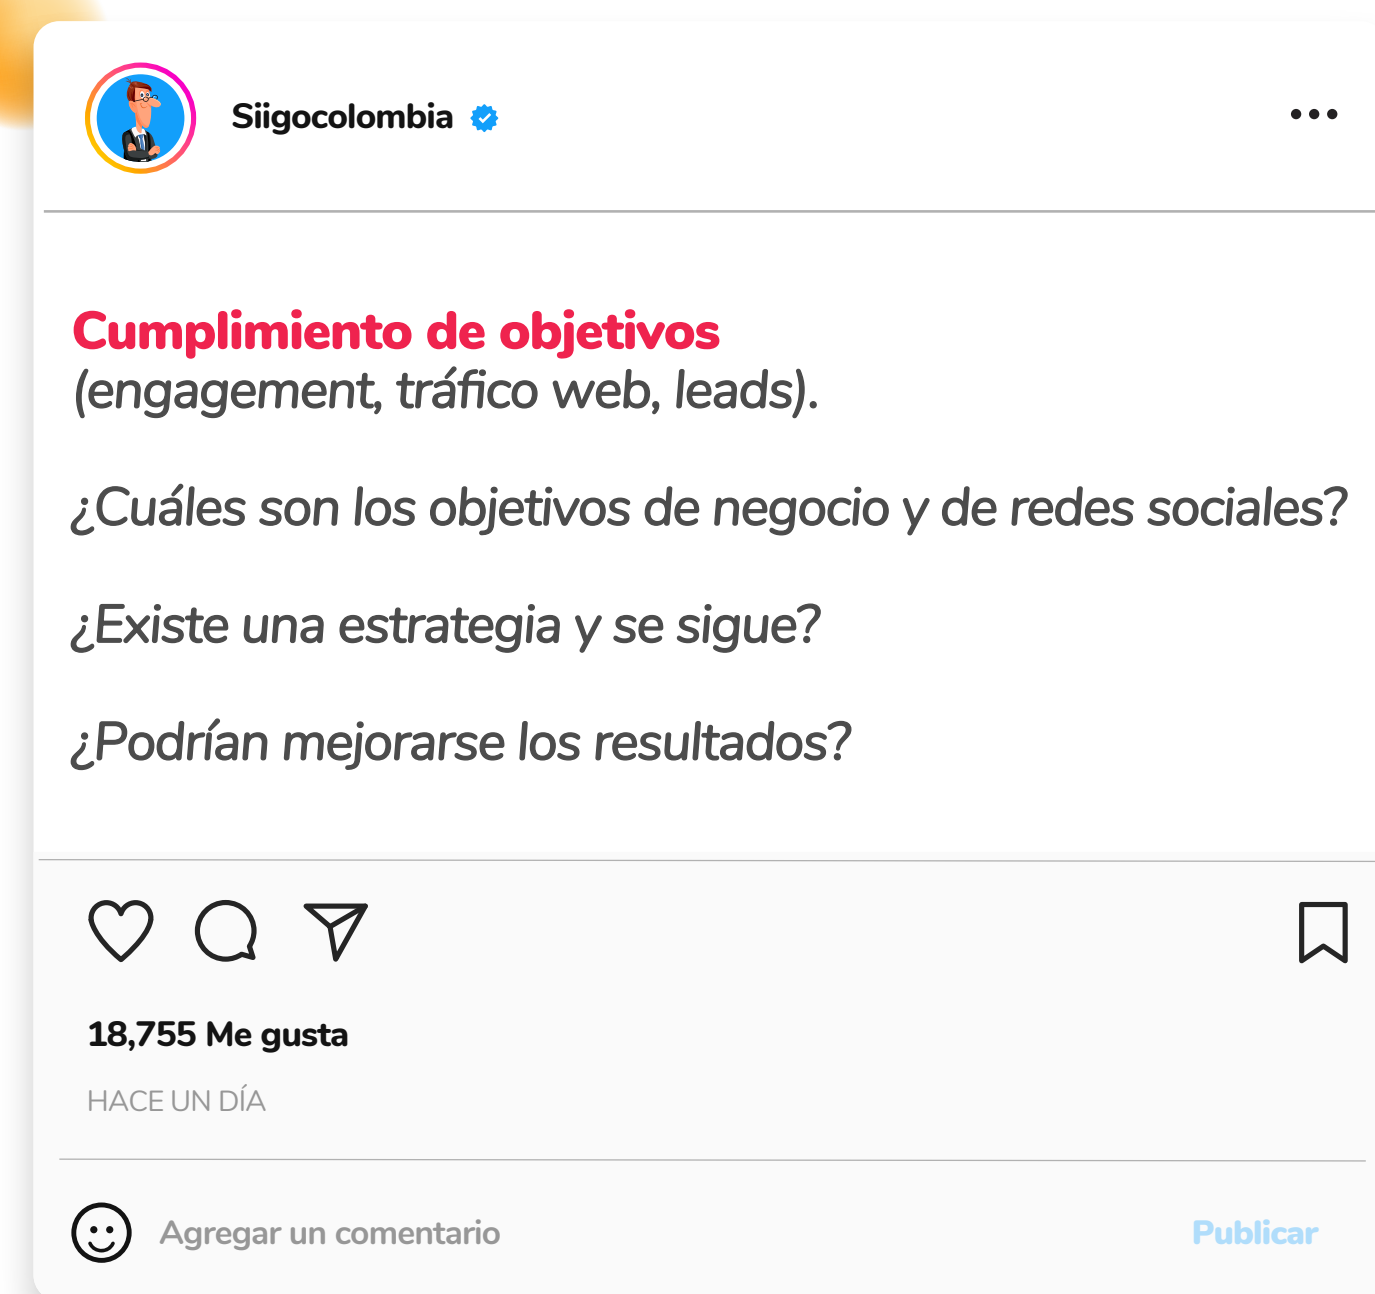 Siigocolombia
Cumplimiento de objetivos
(engagement, tráfico web, leads).
¿Cuáles son los objetivos de negocio y de redes sociales?
¿Existe una estrategia y se sigue?
¿Podrían mejorarse los resultados?
18,755 Me gusta
HACE UN DÍA
Agregar un comentario Publicar